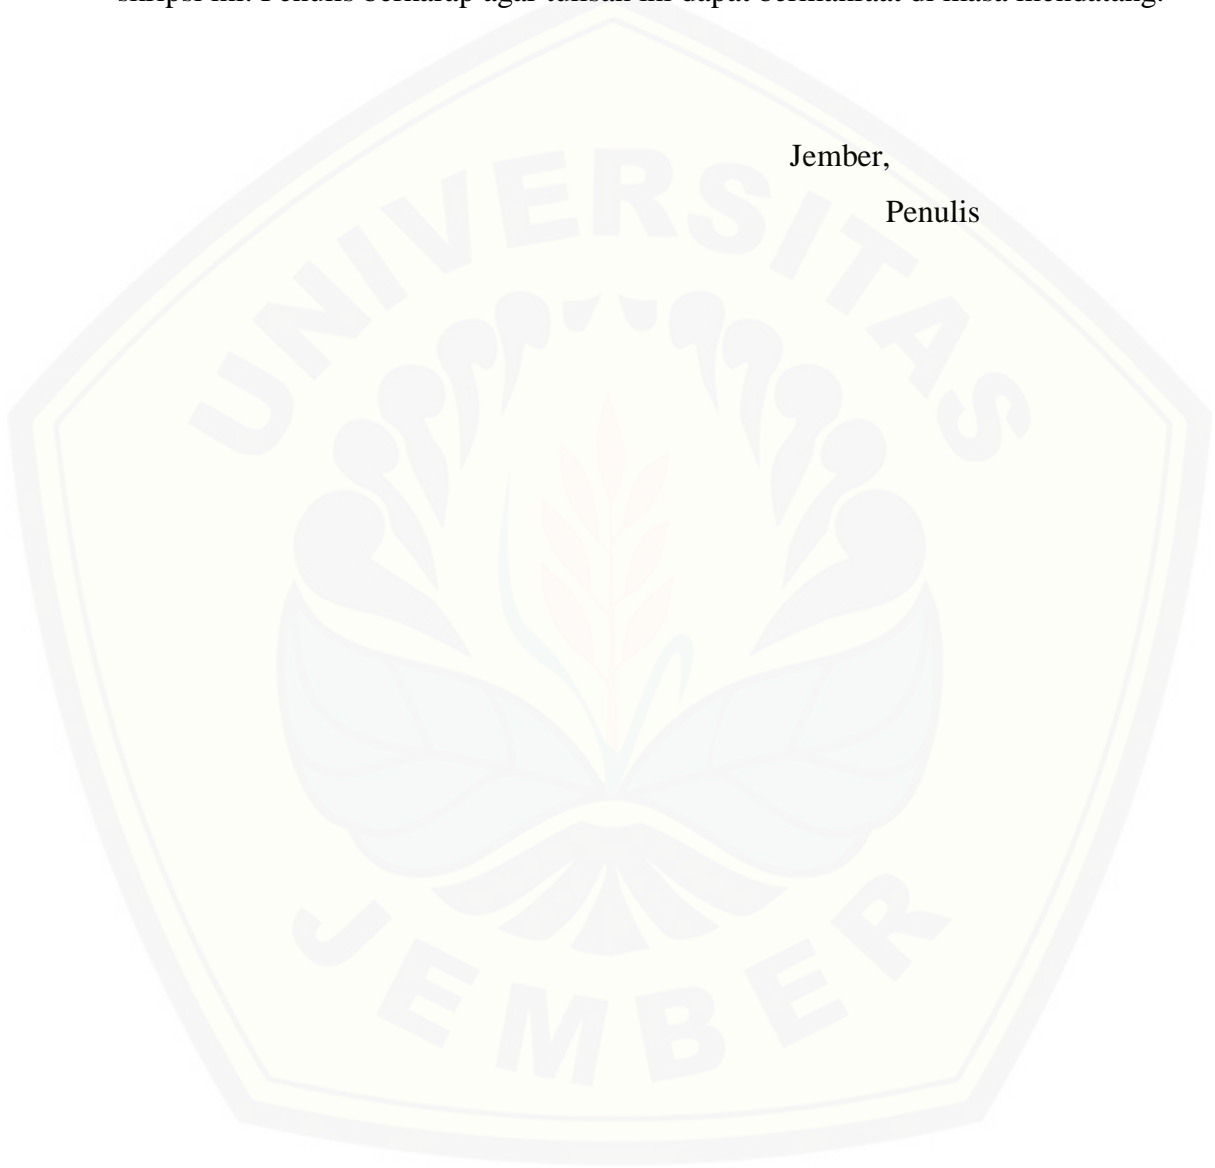 skripsi ini. Penulis berharap agar tulisan ini dapat bermanfaat di masa mendatang.
Jember,
Penulis
UNIVERSITAS
JEMBER